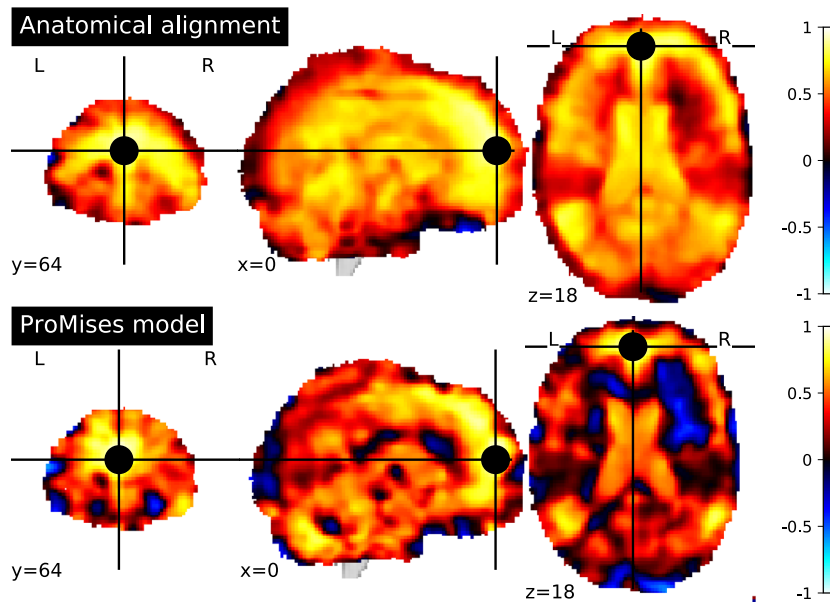 Anatomical alignment
L
R
L
R
y=64
x=0
z=18
1
0.5
0
-0.5
-1
ProMises model
L
R
L
R
y=64
x=0
z=18
1
0.5
0
-0.5
-1